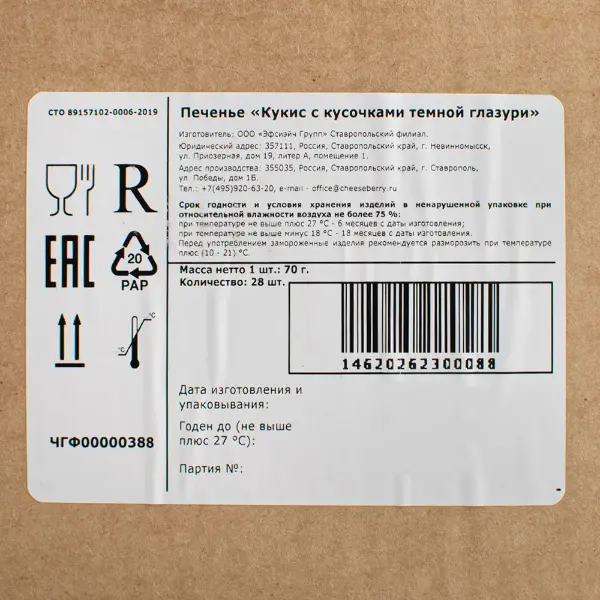 СТО 89157102-0006-2019
R
EAC
20
PAP
°C
°C
ЧГФ00000388
Печенье «Кукис с кусочками темной глазури»
Изготовитель: ООО «Эфсиэйч Групп» Ставропольский филиал.
Юридический адрес: 357111, Россия, Ставропольский край, г. Невинномысск,
ул. Приозерная, дом 19, литер А, помещение 1.
Адрес производства: 355035, Россия, Ставропольский край, г. Ставрополь,
ул. Победы, дом 1Б.
Тел.: +7(495)920-63-20, e-mail - office@cheeseberry.ru
Срок годности и условия хранения изделий в ненарушенной упаковке при
относительной влажности воздуха не более 75 %:
при температуре не выше плюс 27 °С - 6 месяцев с даты изготовления;
при температуре не выше минус 18 °С - 18 месяцев с даты изготовления.
Перед употреблением замороженные изделия рекомендуется разморозить при температуре
плюс (10 - 21) °С.
Масса нетто 1 шт.: 70 г.
Количество: 28 шт.
14620262300088
Дата изготовления и
упаковывания:
Годен до (не выше
плюс 27 °С):
Партия №: